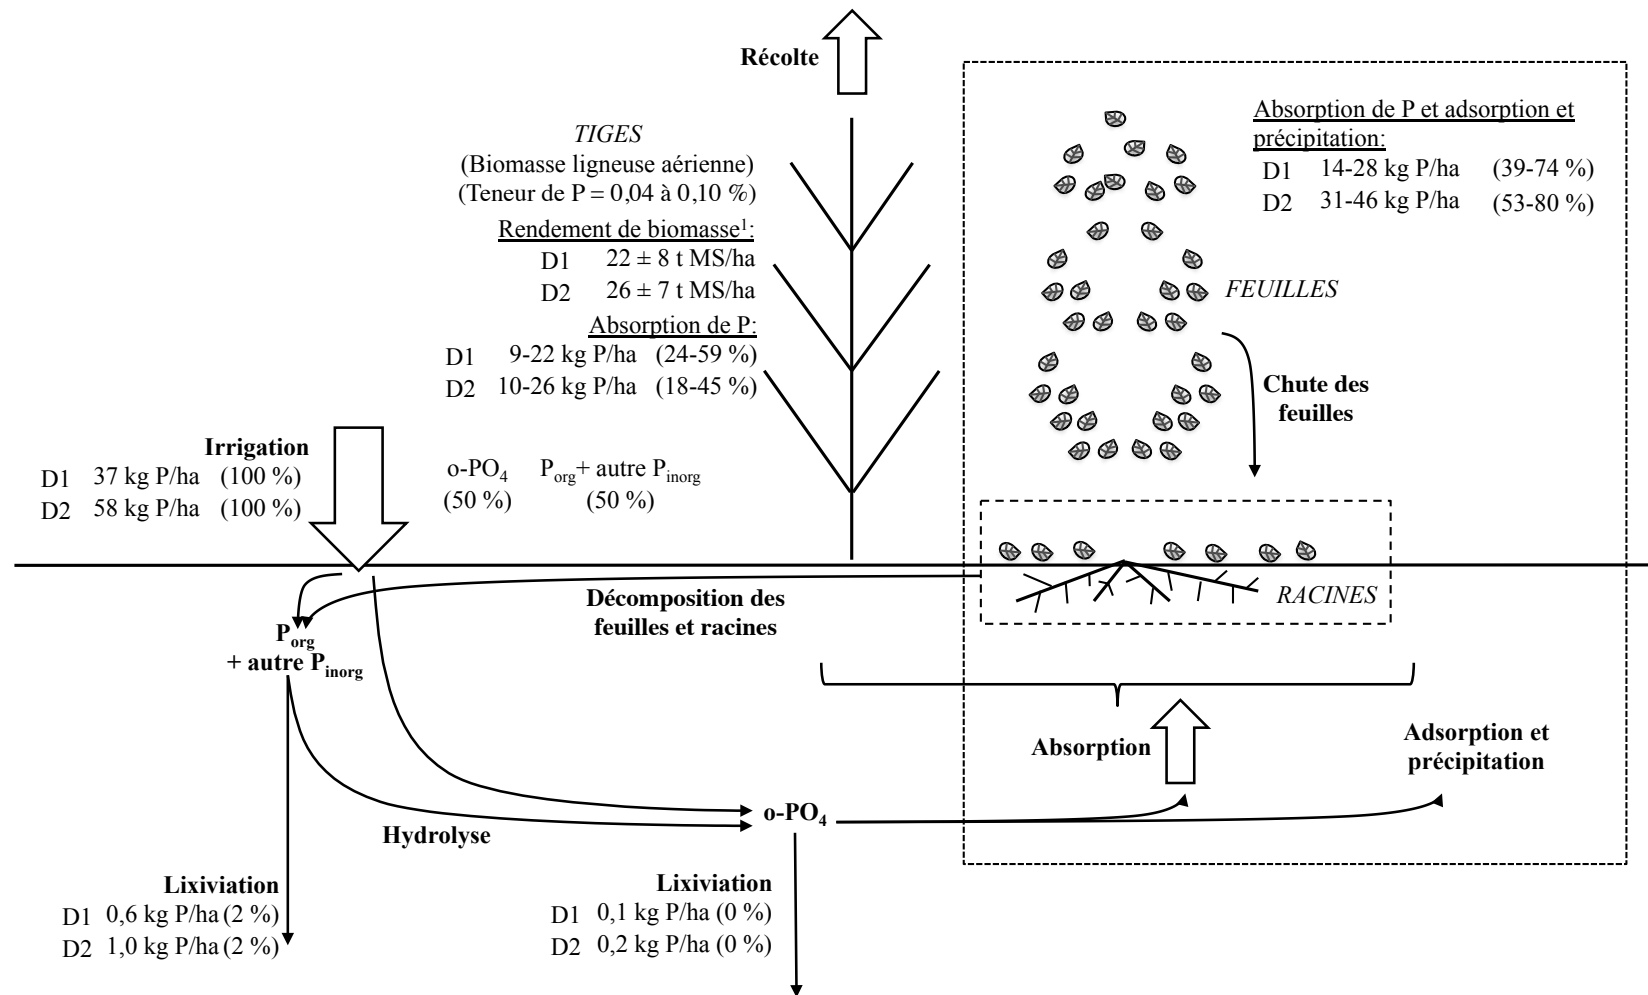 Récolte
TIGES
(Biomasse ligneuse aérienne)
(Teneur de P = 0,04 à 0,10 %)
Rendement de biomasse¹:
D1 22 ± 8 t MS/ha
D2 26 ± 7 t MS/ha
Absorption de P:
D1 9-22 kg P/ha (24-59 %)
D2 10-26 kg P/ha (18-45 %)
Absorption de P et adsorption et
précipitation:
D1 14-28 kg P/ha (39-74 %)
D2 31-46 kg P/ha (53-80 %)
FEUILLES
Chute des
feuilles
Irrigation
D1 37 kg P/ha (100 %)
D2 58 kg P/ha (100 %)
o-PO₄ P_org + autre P_inorg
(50 %) (50 %)
RACINES
Décomposition des
feuilles et racines
P_org
+ autre P_inorg
Absorption
Adsorption et
précipitation
o-PO₄
Hydrolyse
Lixiviation
D1 0,6 kg P/ha (2 %)
D2 1,0 kg P/ha (2 %)
Lixiviation
D1 0,1 kg P/ha (0 %)
D2 0,2 kg P/ha (0 %)